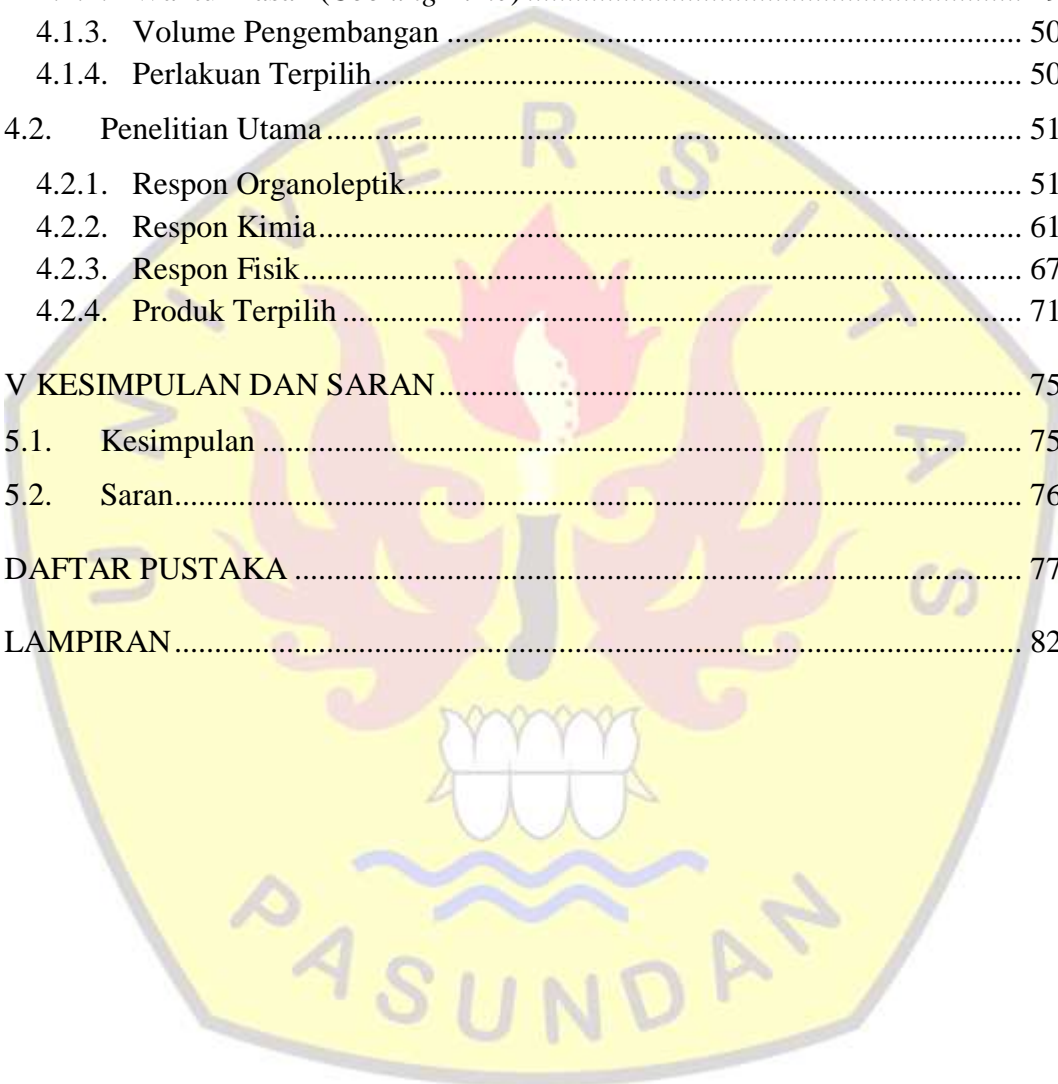 4.1.3. Volume Pengembangan ........ 50
4.1.4. Perlakuan Terpilih ........ 50
4.2. Penelitian Utama ........ 51
4.2.1. Respon Organoleptik ........ 51
4.2.2. Respon Kimia ........ 61
4.2.3. Respon Fisik ........ 67
4.2.4. Produk Terpilih ........ 71
V KESIMPULAN DAN SARAN ........ 75
5.1. Kesimpulan ........ 75
5.2. Saran ........ 76
DAFTAR PUSTAKA ........ 77
LAMPIRAN ........ 82
UNIVERSITAS
PASUNDAN